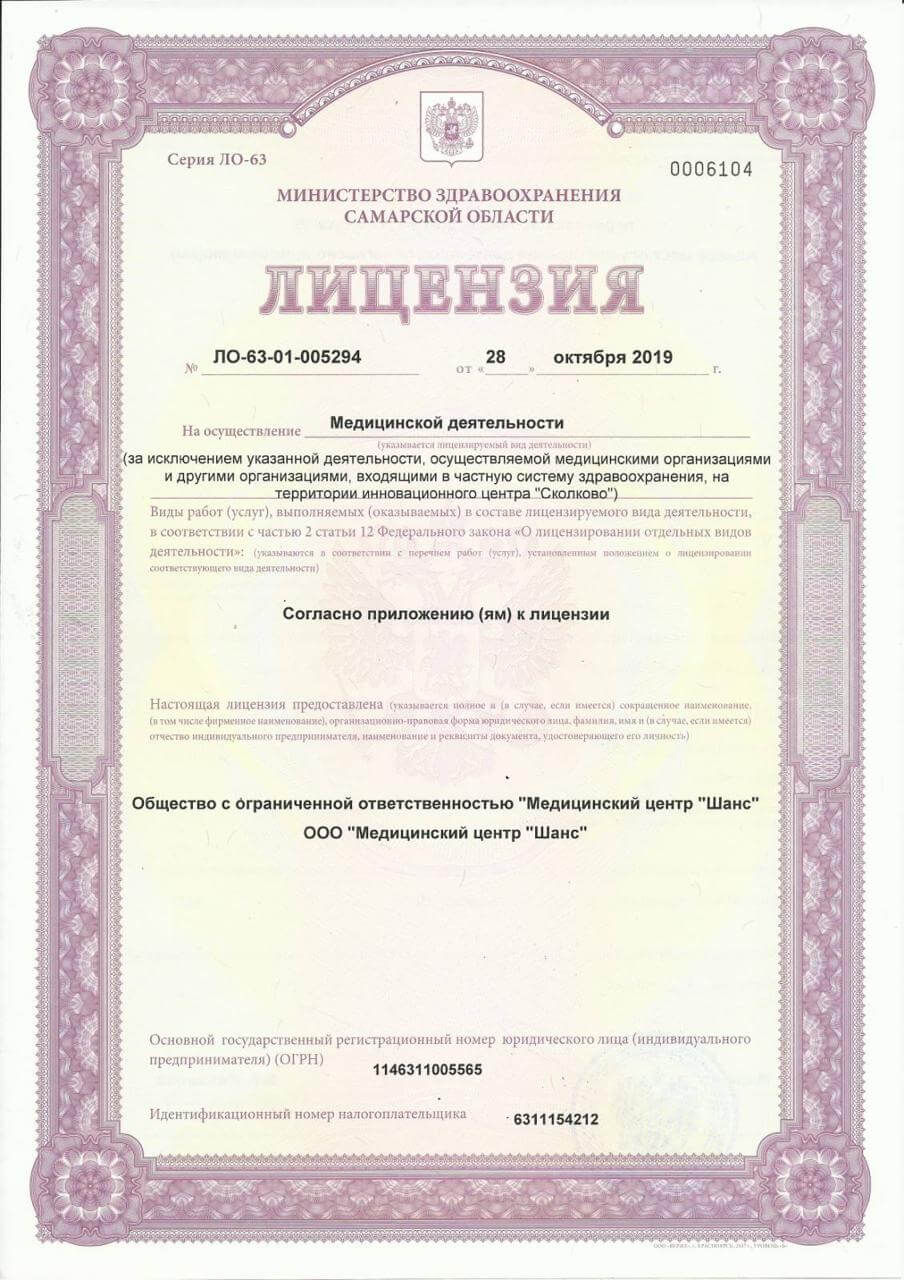 Серия ЛО-63
0006104
МИНИСТЕРСТВО ЗДРАВООХРАНЕНИЯ
САМАРСКОЙ ОБЛАСТИ
ЛИЦЕНЗИЯ
№ ЛО-63-01-005294 от « 28 » октября 2019 г.
На осуществление Медицинской деятельности
(указывается лицензируемый вид деятельности)
(за исключением указанной деятельности, осуществляемой медицинскими организациями
и другими организациями, входящими в частную систему здравоохранения, на
территории инновационного центра "Сколково")
Виды работ (услуг), выполняемых (оказываемых) в составе лицензируемого вида деятельности,
в соответствии с частью 2 статьи 12 Федерального закона «О лицензировании отдельных видов
деятельности»: (указываются в соответствии с перечнем работ (услуг), установленным положением о лицензировании
соответствующего вида деятельности)
Согласно приложению (ям) к лицензии
Настоящая лицензия предоставлена (указывается полное и (в случае, если имеется) сокращенное наименование,
(в том числе фирменное наименование), организационно-правовая форма юридического лица, фамилия, имя и (в случае, если имеется)
отчество индивидуального предпринимателя, наименование и реквизиты документа, удостоверяющего его личность)
Общество с ограниченной ответственностью "Медицинский центр "Шанс"
ООО "Медицинский центр "Шанс"
Основной государственный регистрационный номер юридического лица (индивидуального
предпринимателя) (ОГРН)
1146311005565
Идентификационный номер налогоплательщика 6311154212